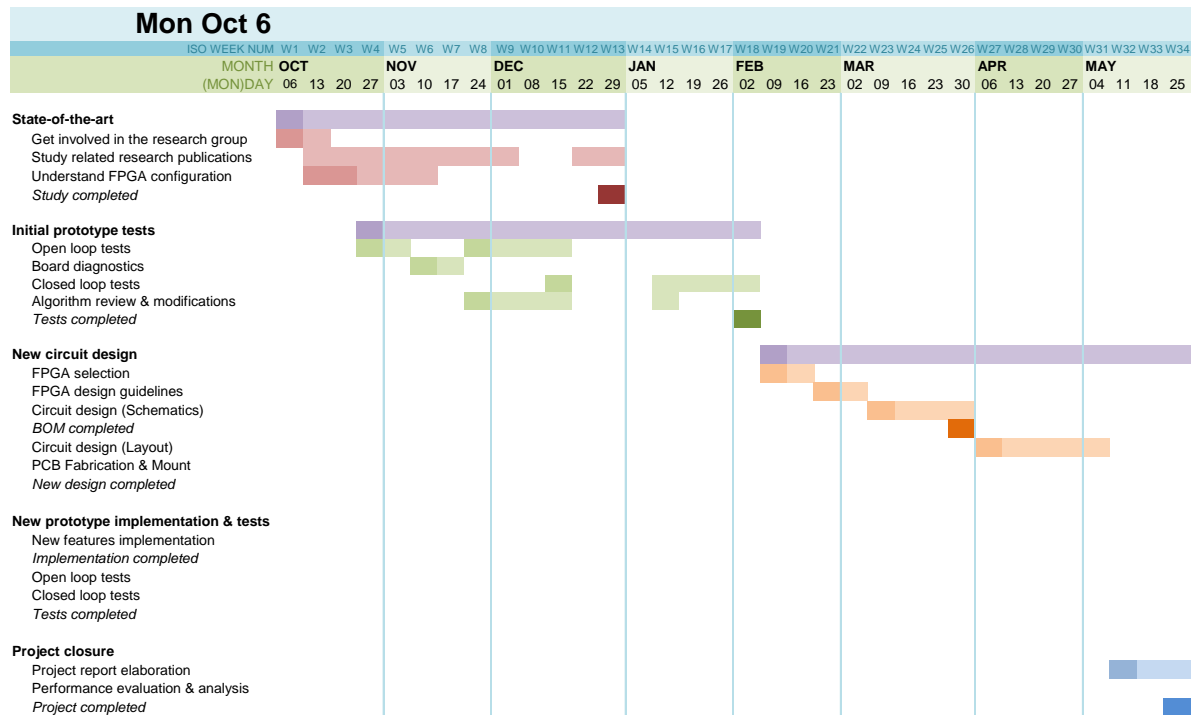 Mon Oct 6
ISO WEEK NUM W1 W2 W3 W4 W5 W6 W7 W8 W9 W10 W11 W12 W13 W14 W15 W16 W17 W18 W19 W20 W21 W22 W23 W24 W25 W26 W27 W28 W29 W30 W31 W32 W33 W34
MONTH OCT NOV DEC JAN FEB MAR APR MAY
(MON)DAY 06 13 20 27 03 10 17 24 01 08 15 22 29 05 12 19 26 02 09 16 23 02 09 16 23 30 06 13 20 27 04 11 18 25
State-of-the-art
Get involved in the research group
Study related research publications
Understand FPGA configuration
Study completed
Initial prototype tests
Open loop tests
Board diagnostics
Closed loop tests
Algorithm review & modifications
Tests completed
New circuit design
FPGA selection
FPGA design guidelines
Circuit design (Schematics)
BOM completed
Circuit design (Layout)
PCB Fabrication & Mount
New design completed
New prototype implementation & tests
New features implementation
Implementation completed
Open loop tests
Closed loop tests
Tests completed
Project closure
Project report elaboration
Performance evaluation & analysis
Project completed